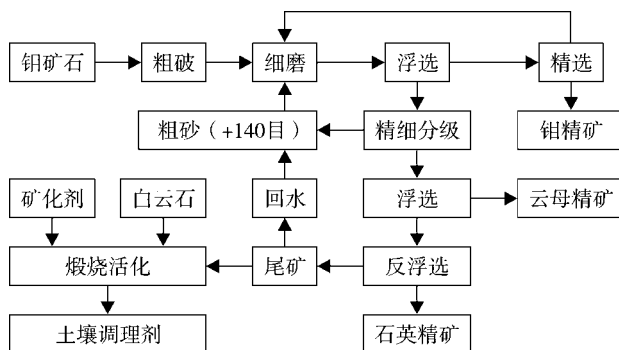 钼矿石
粗破
细磨
浮选
精选
粗砂（+140目）
精细分级
钼精矿
矿化剂
白云石
回水
浮选
云母精矿
煅烧活化
尾矿
反浮选
土壤调理剂
石英精矿